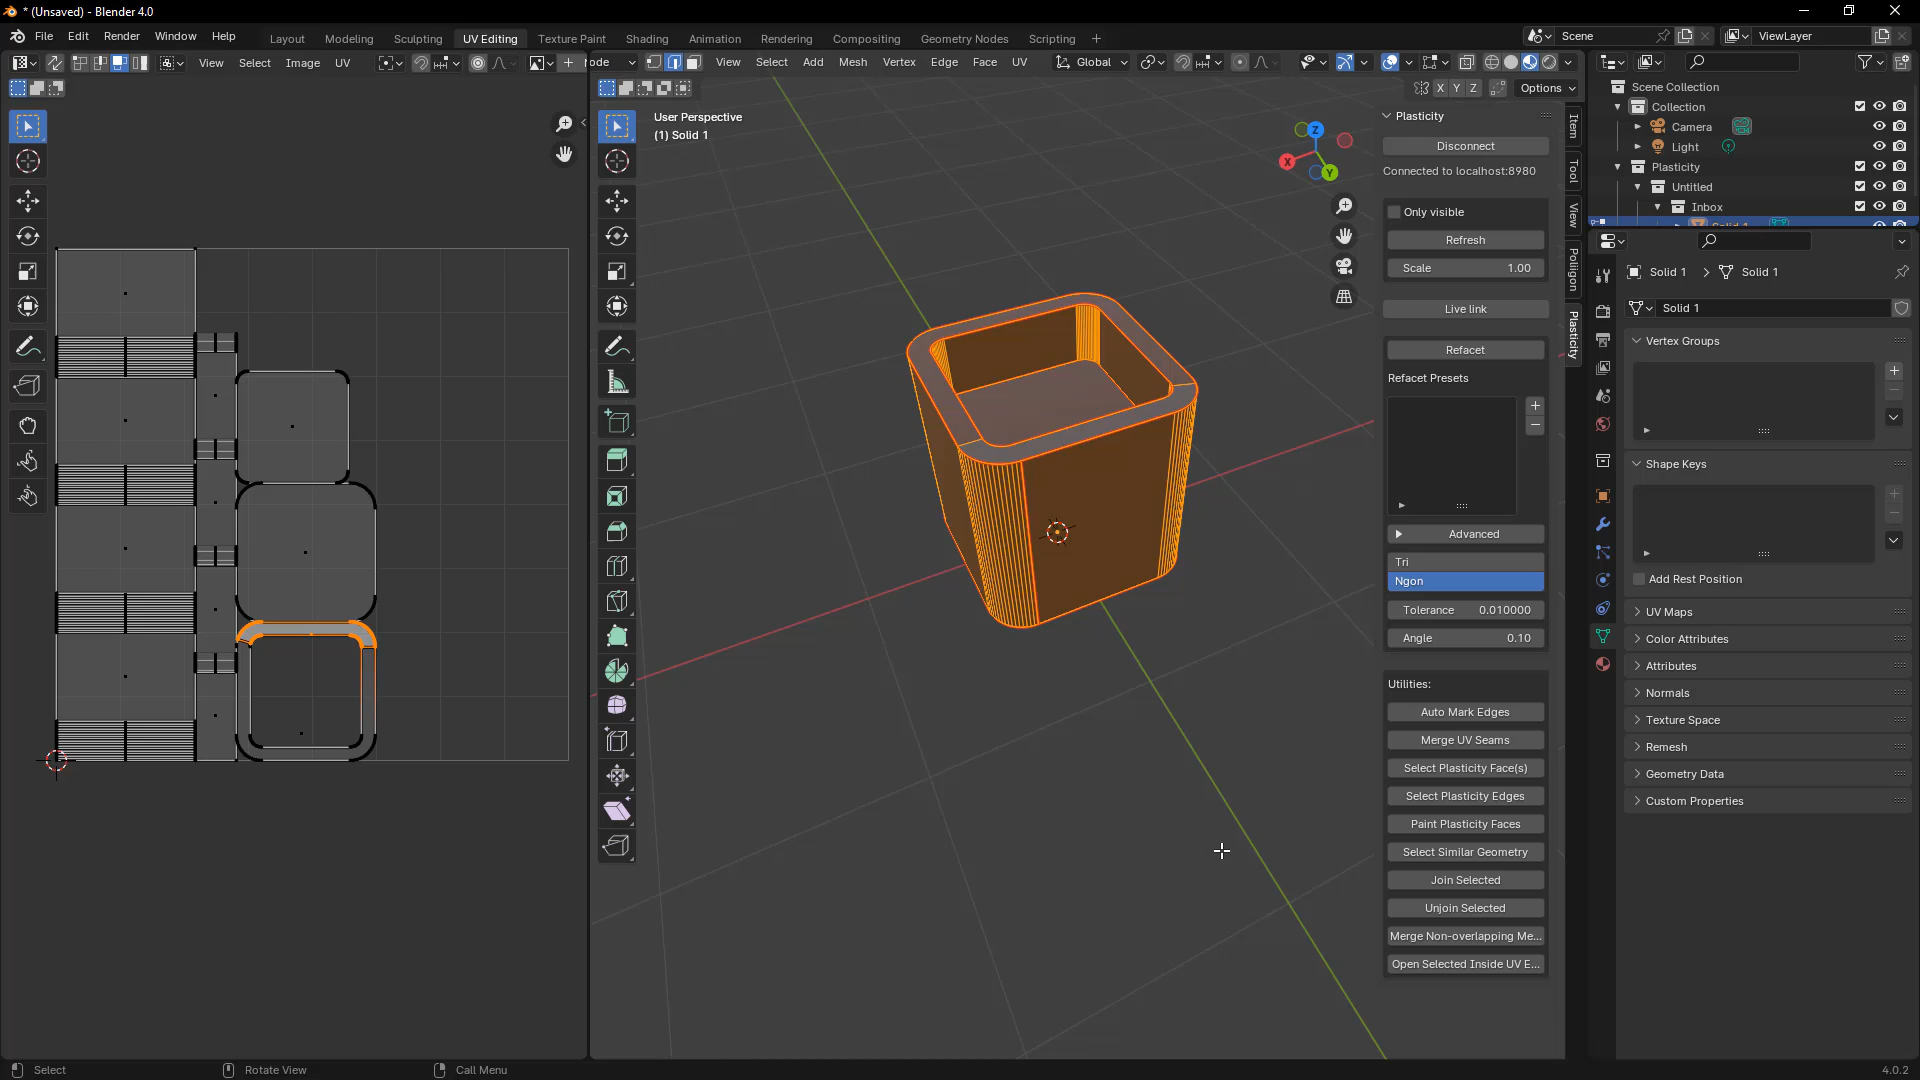 * (Unsaved) - Blender 4.0
File Edit Render Window Help
Layout Modeling Sculpting UV Editing Texture Paint Shading Animation Rendering Compositing Geometry Nodes Scripting +
Scene
ViewLayer
View Select Image UV
ode View Select Add Mesh Vertex Edge Face UV
Global
X Y Z
Options
User Perspective
(1) Solid 1
Z
X
Y
Item
Tool
View
Poliigon
Plasticity
Plasticity
Disconnect
Connected to localhost:8980
Only visible
Refresh
Scale 1.00
Live link
Refacet
Refacet Presets
Advanced
Tri
Ngon
Tolerance 0.010000
Angle 0.10
Utilities:
Auto Mark Edges
Merge UV Seams
Select Plasticity Face(s)
Select Plasticity Edges
Paint Plasticity Faces
Select Similar Geometry
Join Selected
Unjoin Selected
Merge Non-overlapping Me...
Open Selected Inside UV E...
Scene Collection
Collection
Camera
Light
Plasticity
Untitled
Inbox
Solid 1 Solid 1
Solid 1
Vertex Groups
Shape Keys
Add Rest Position
UV Maps
Color Attributes
Attributes
Normals
Texture Space
Remesh
Geometry Data
Custom Properties
Select
Rotate View
Call Menu
4.0.2